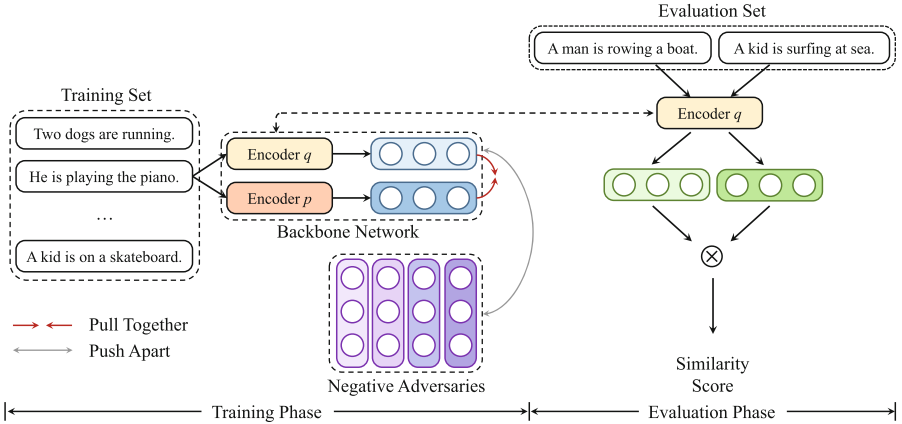 Evaluation Set
A man is rowing a boat.
A kid is surfing at sea.
Training Set
Encoder q
Two dogs are running.
Encoder q
He is playing the piano.
Encoder p
...
Backbone Network
A kid is on a skateboard.
Pull Together
Push Apart
Negative Adversaries
Similarity
Score
Training Phase
Evaluation Phase